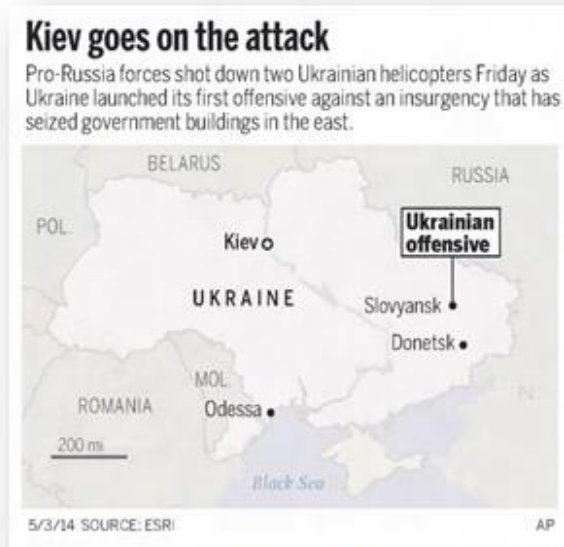 Kiev goes on the attack
Pro-Russia forces shot down two Ukrainian helicopters Friday as
Ukraine launched its first offensive against an insurgency that has
seized government buildings in the east.
BELARUS
RUSSIA
POL.
Ukrainian
offensive
Kiev
UKRAINE
Slovyansk
Donetsk
MOL.
ROMANIA
Odessa
200 mi
N
Black Sea
5/3/14 SOURCE: ESRI
AP